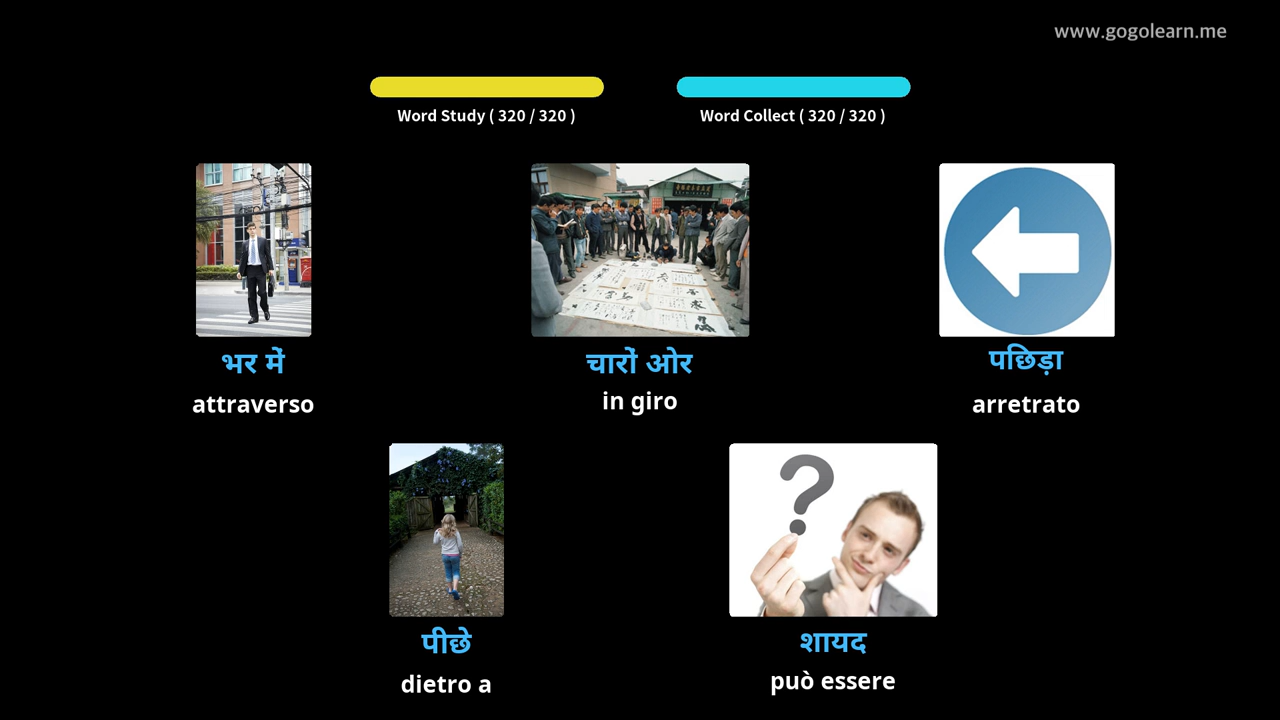 www.gogolearn.me
Word Study ( 320 / 320 )
Word Collect ( 320 / 320 )
भर में
attraverso
चारों ओर
in giro
पछिड़ा
arretrato
पीछे
dietro a
शायद
può essere